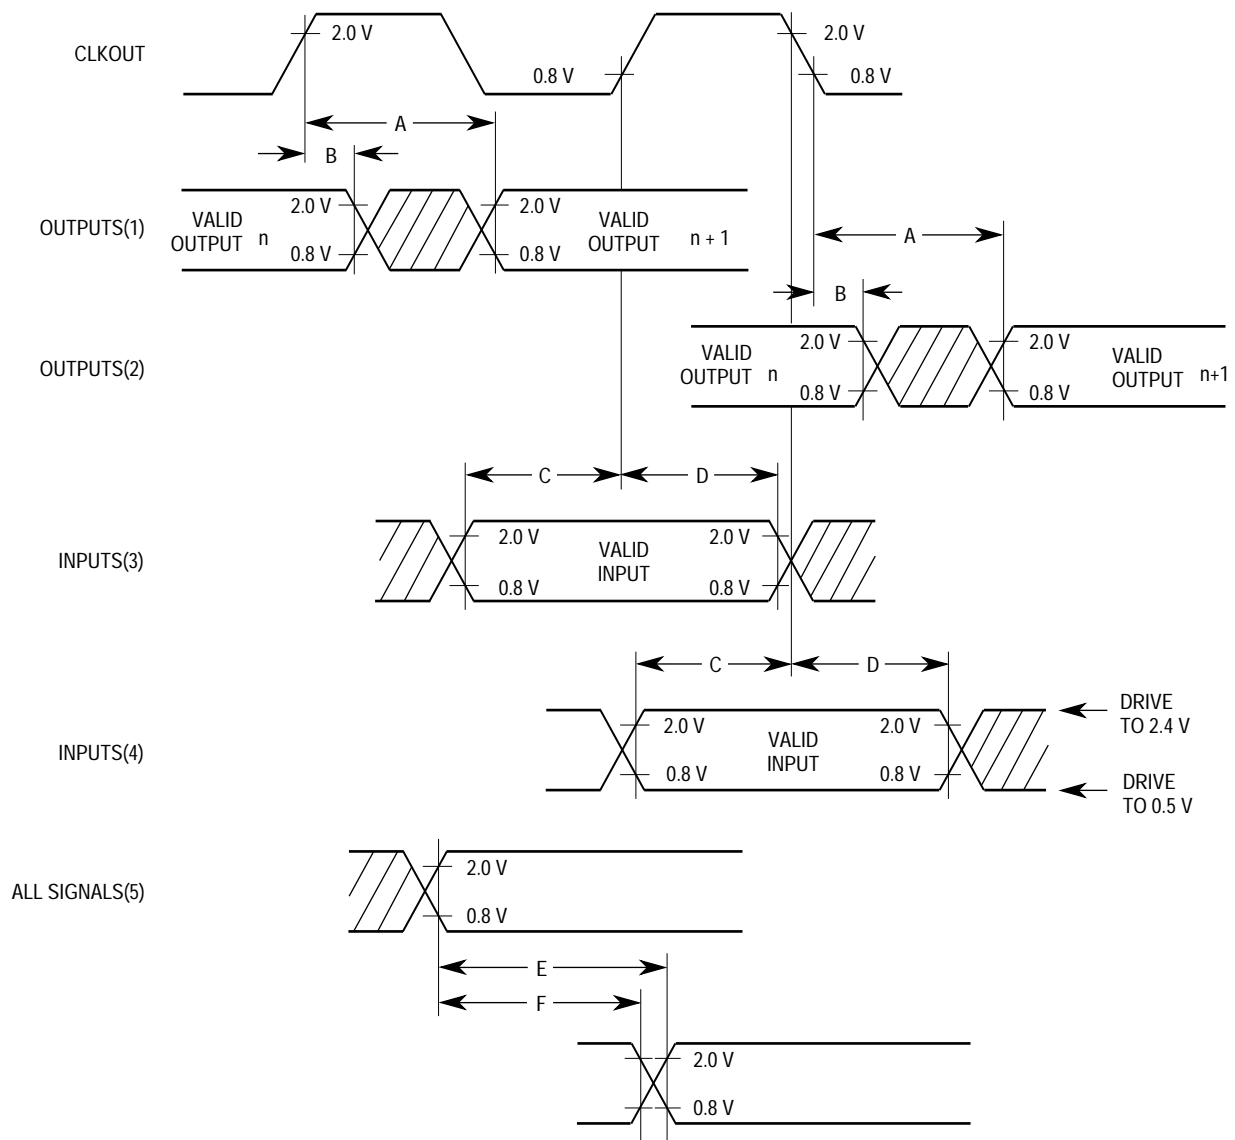 CLKOUT
2.0 V
0.8 V
2.0 V
0.8 V
A
B
OUTPUTS(1)
VALID
OUTPUT n
2.0 V
0.8 V
2.0 V
0.8 V
VALID
OUTPUT n + 1
A
B
OUTPUTS(2)
VALID
OUTPUT n
2.0 V
0.8 V
2.0 V
0.8 V
VALID
OUTPUT n+1
C
D
INPUTS(3)
2.0 V
0.8 V
VALID
INPUT
2.0 V
0.8 V
C
D
INPUTS(4)
2.0 V
0.8 V
VALID
INPUT
2.0 V
0.8 V
DRIVE
TO 2.4 V
DRIVE
TO 0.5 V
ALL SIGNALS(5)
2.0 V
0.8 V
E
F
2.0 V
0.8 V